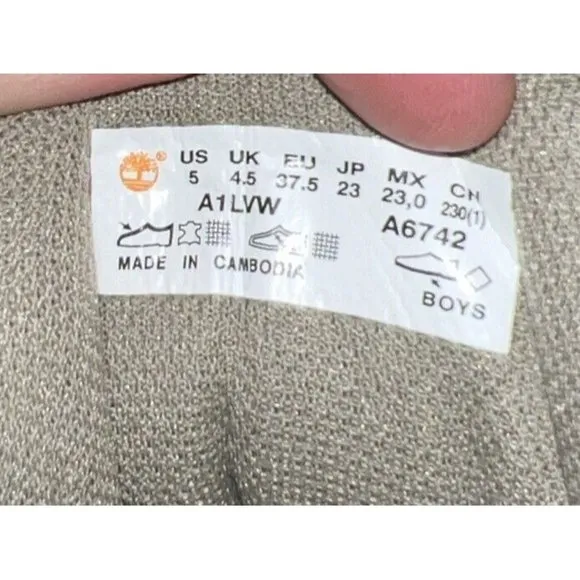 ® US UK EU JP MX CH
5 4.5 37.5 23 23,0 230(1)
A1LVW A6742
MADE IN CAMBODIA
BOYS